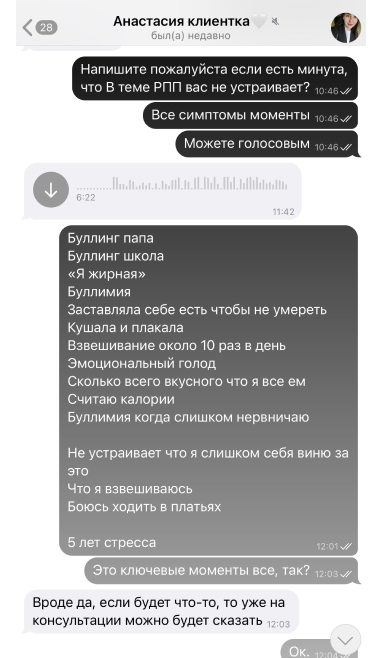 28
Анастасия клиентка🤍
был(а) недавно
Напишите пожалуйста если есть минута,
что В теме РПП вас не устраивает? 10:46
Все симптомы моменты 10:46
Можете голосовым 10:46
6:22
11:42
Буллинг папа
Буллинг школа
«Я жирная»
Буллимия
Заставляла себе есть чтобы не умереть
Кушала и плакала
Взвешивание около 10 раз в день
Эмоциональный голод
Сколько всего вкусного что я все ем
Считаю калории
Буллимия когда слишком нервничаю
Не устраивает что я слишком себя виню за
это
Что я взвешиваюсь
Боюсь ходить в платьях
5 лет стресса 12:01
Это ключевые моменты все, так? 12:03
Вроде да, если будет что-то, то уже на
консультации можно будет сказать 12:03
Ок. 12:04